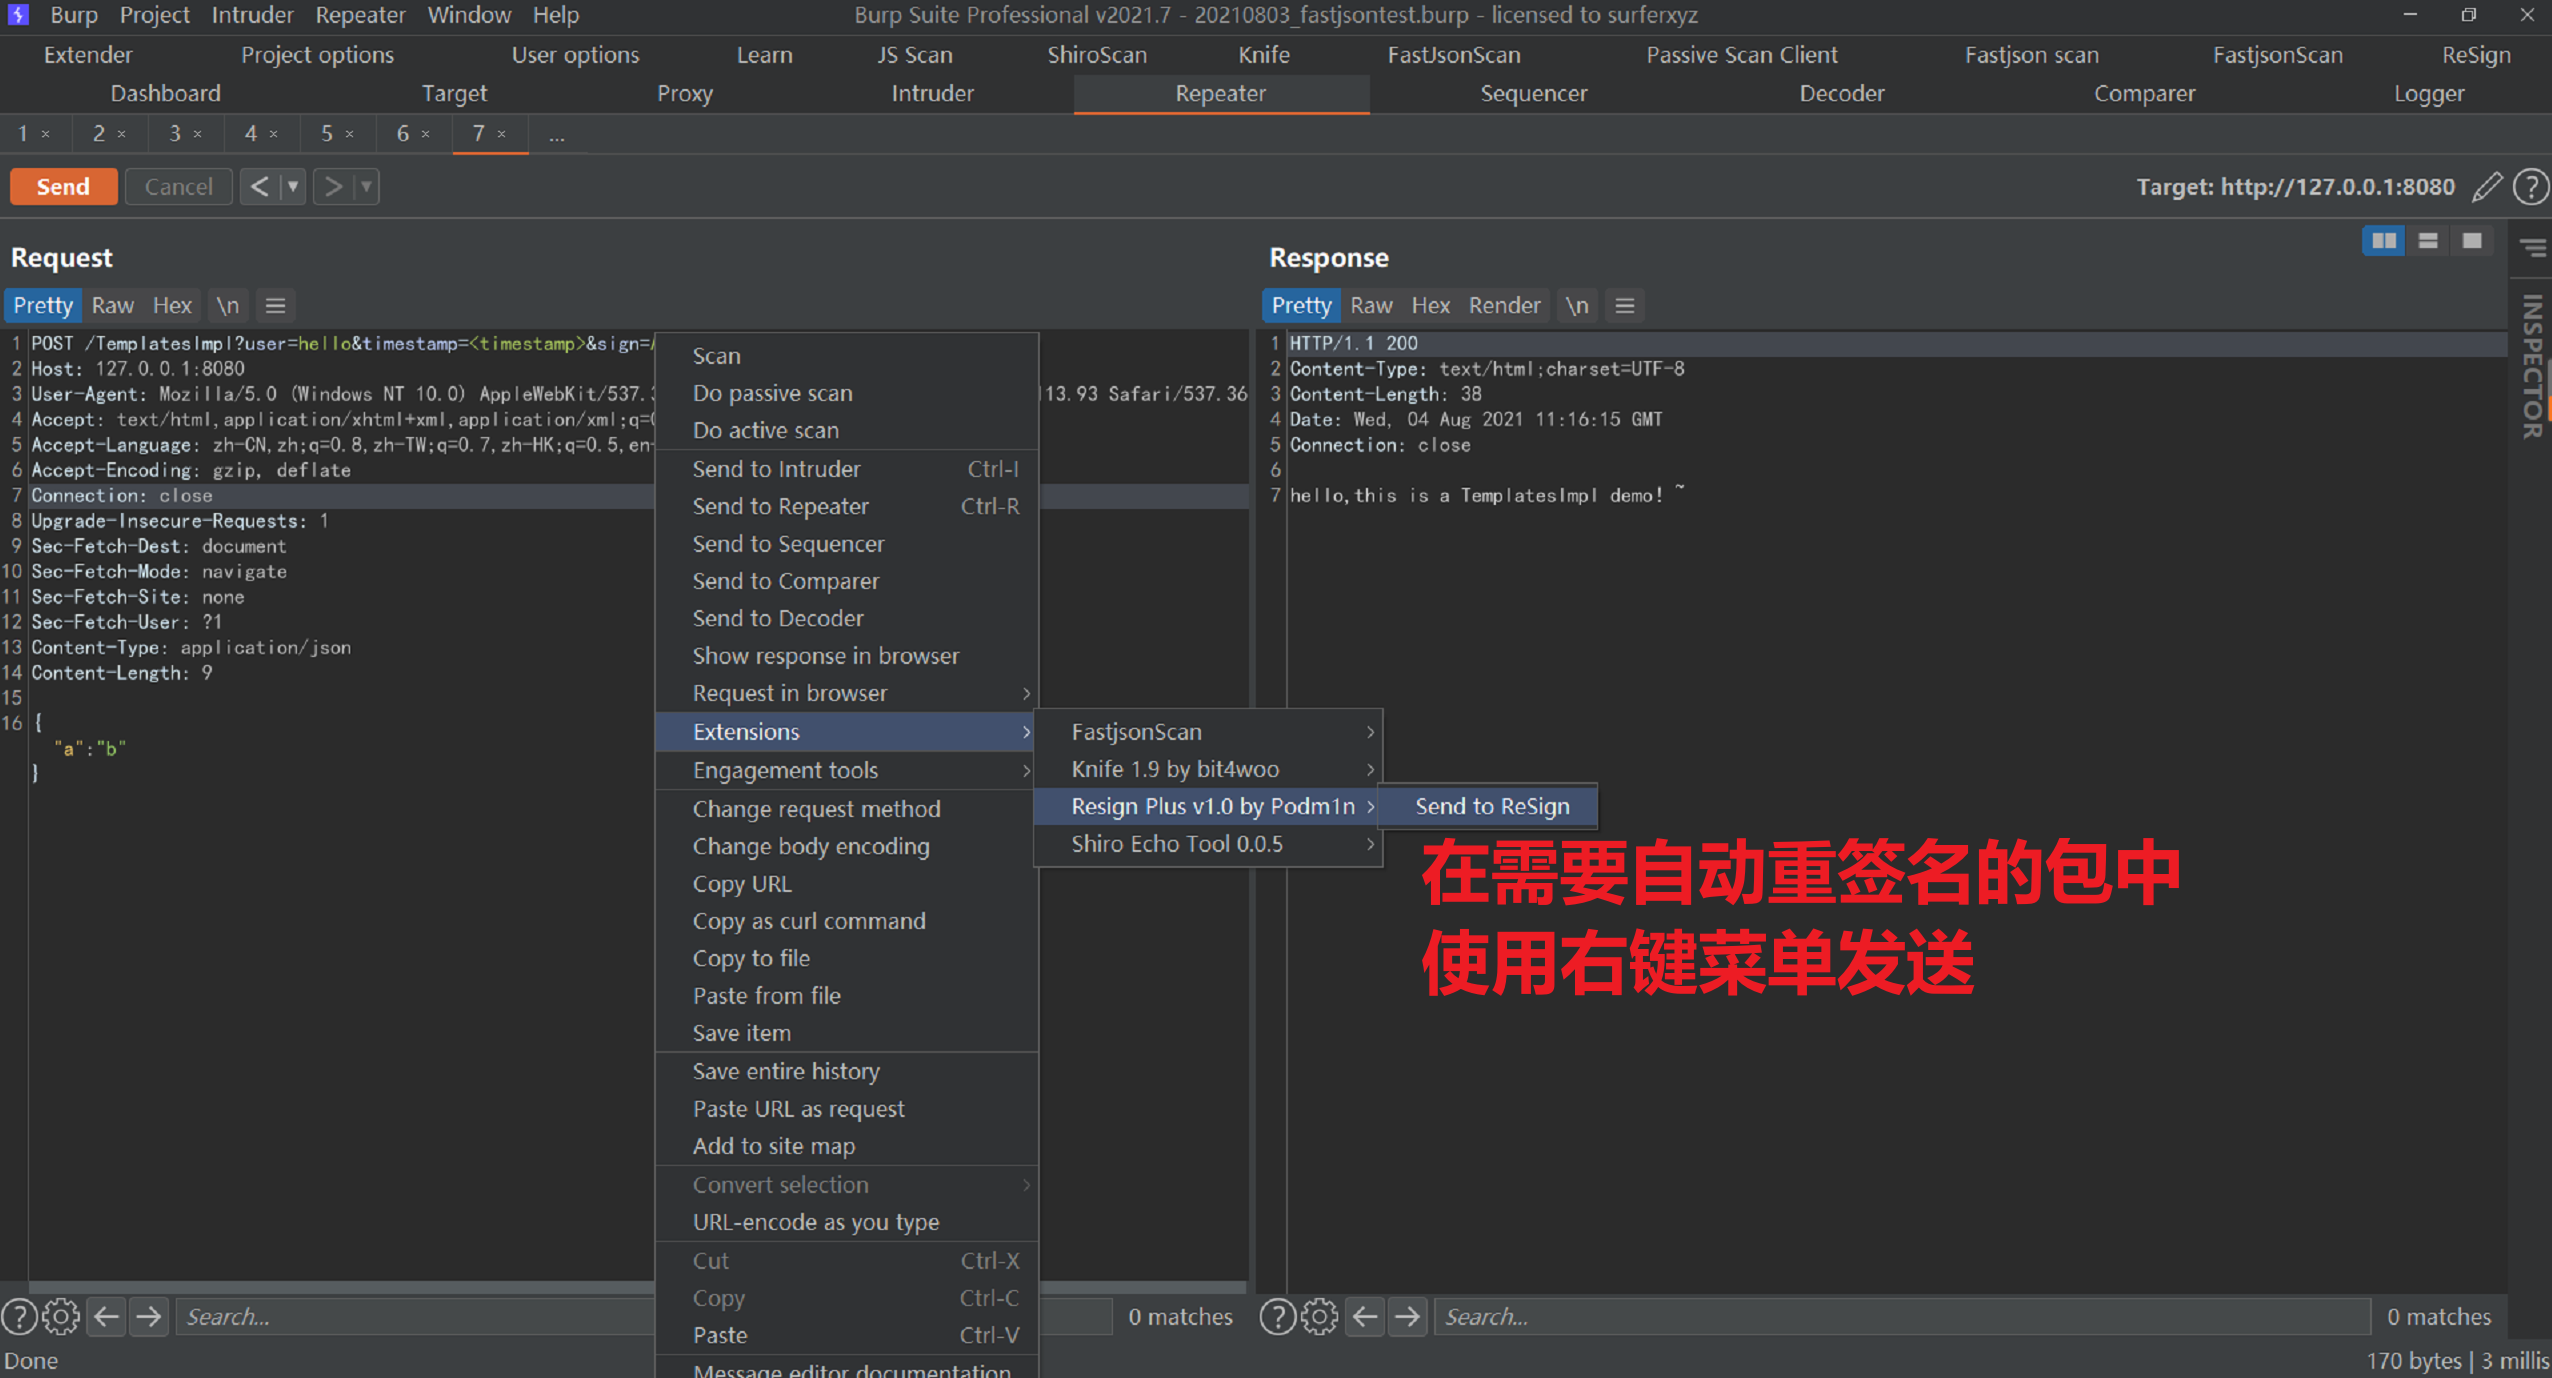 Burp Project Intruder Repeater Window Help
Burp Suite Professional v2021.7 - 20210803_fastjsontest.burp - licensed to surferxyz
Extender Project options User options Learn JS Scan ShiroScan Knife FastJsonScan Passive Scan Client Fastjson scan FastjsonScan ReSign
Dashboard Target Proxy Intruder Repeater Sequencer Decoder Comparer Logger
1 × 2 × 3 × 4 × 5 × 6 × 7 × ...
Send Cancel < > Target: http://127.0.0.1:8080
Request
Pretty Raw Hex \n
1 POST /TemplatesImpl?user=hello&timestamp=<timestamp>&sign=
2 Host: 127.0.0.1:8080
3 User-Agent: Mozilla/5.0 (Windows NT 10.0) AppleWebKit/537. 13.93 Safari/537.36
4 Accept: text/html,application/xhtml+xml,application/xml;q=
5 Accept-Language: zh-CN,zh;q=0.8,zh-TW;q=0.7,zh-HK;q=0.5,en-
6 Accept-Encoding: gzip, deflate
7 Connection: close
8 Upgrade-Insecure-Requests: 1
9 Sec-Fetch-Dest: document
10 Sec-Fetch-Mode: navigate
11 Sec-Fetch-Site: none
12 Sec-Fetch-User: ?1
13 Content-Type: application/json
14 Content-Length: 9
15
16 {
"a":"b"
}
Scan
Do passive scan
Do active scan
Send to Intruder Ctrl-I
Send to Repeater Ctrl-R
Send to Sequencer
Send to Comparer
Send to Decoder
Show response in browser
Request in browser
Extensions
Engagement tools
Change request method
Change body encoding
Copy URL
Copy as curl command
Copy to file
Paste from file
Save item
Save entire history
Paste URL as request
Add to site map
Convert selection
URL-encode as you type
Cut Ctrl-X
Copy Ctrl-C
Paste Ctrl-V
Message editor documentation
FastjsonScan
Knife 1.9 by bit4woo
Resign Plus v1.0 by Podm1n
Shiro Echo Tool 0.0.5
Send to ReSign
Response
Pretty Raw Hex Render \n
1 HTTP/1.1 200
2 Content-Type: text/html;charset=UTF-8
3 Content-Length: 38
4 Date: Wed, 04 Aug 2021 11:16:15 GMT
5 Connection: close
6
7 hello,this is a TemplatesImpl demo! ~
在需要自动重签名的包中
使用右键菜单发送
INSPECTOR
Search... 0 matches
Search... 0 matches
Done
170 bytes | 3 millis